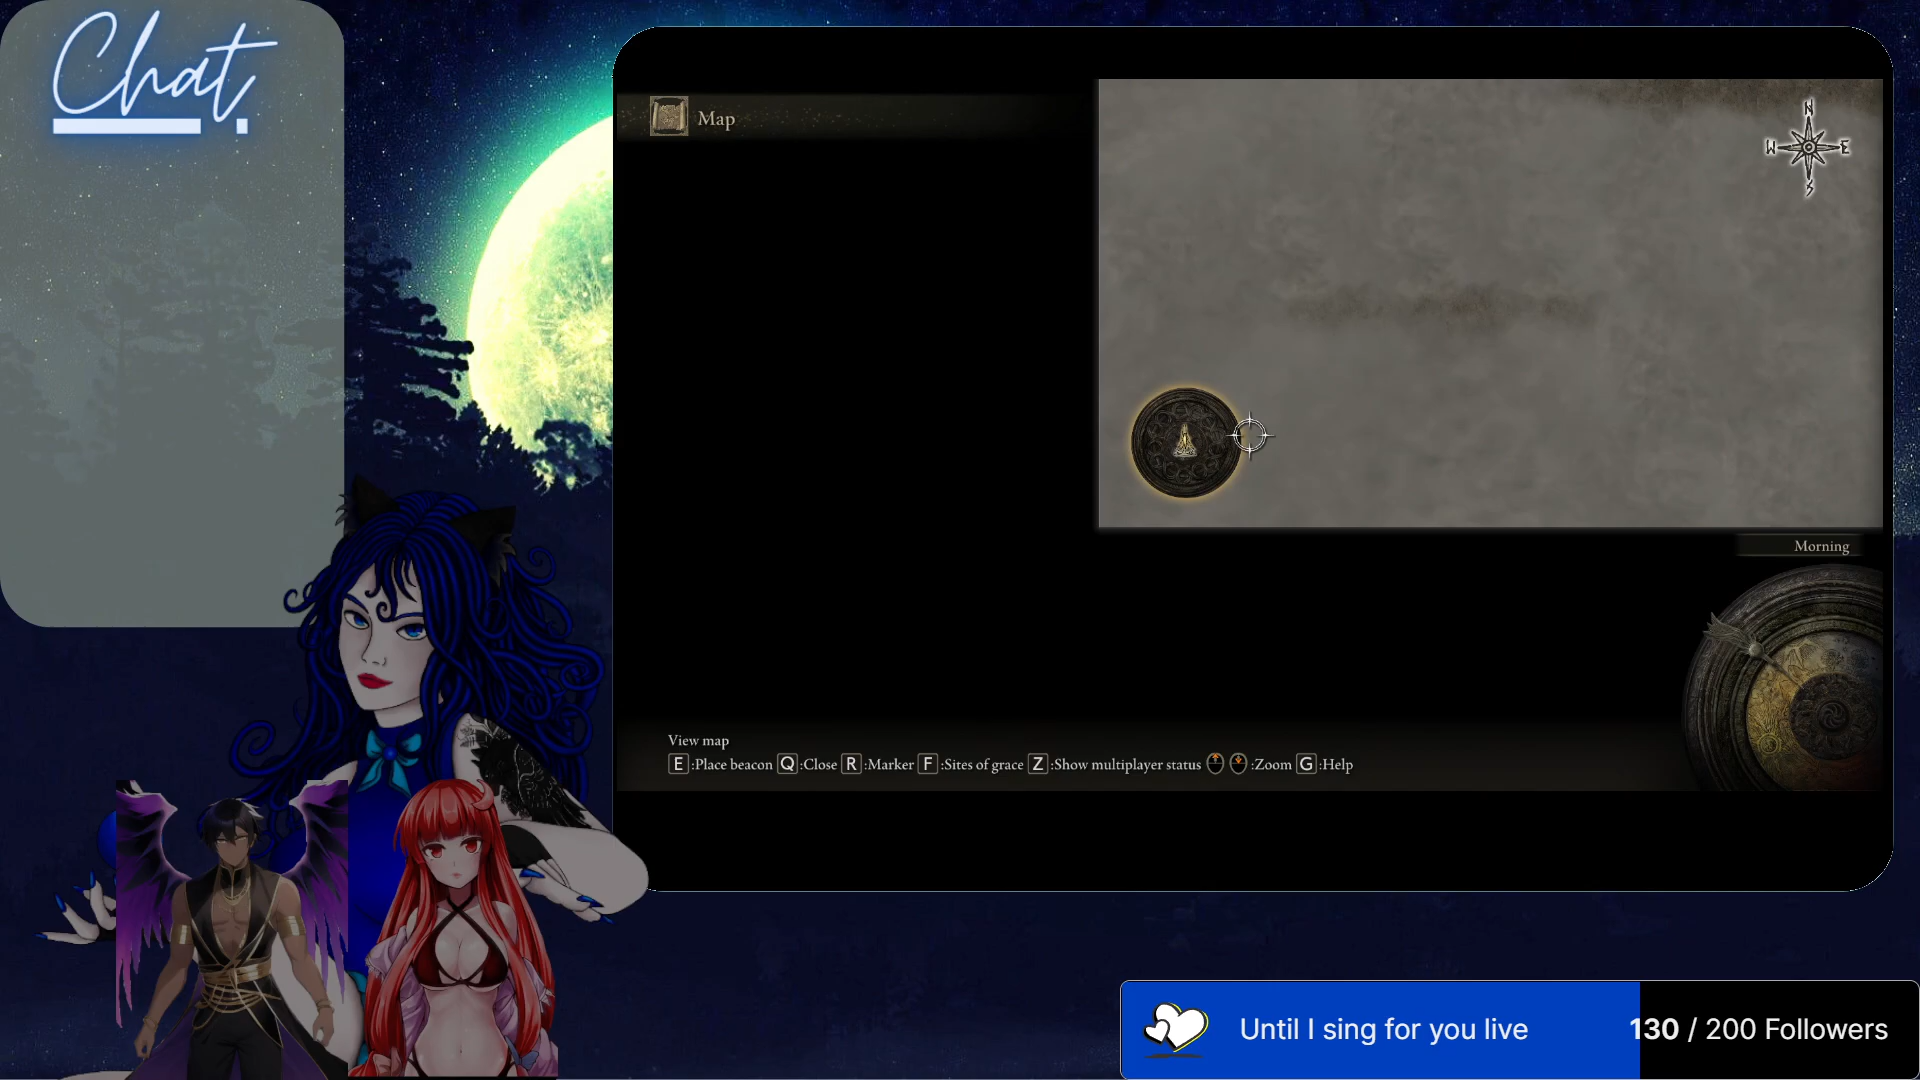 Chat
Map
N
W E
S
Morning
View map
E :Place beacon Q :Close R :Marker F :Sites of grace Z :Show multiplayer status :Zoom G :Help
Until I sing for you live 130 / 200 Followers